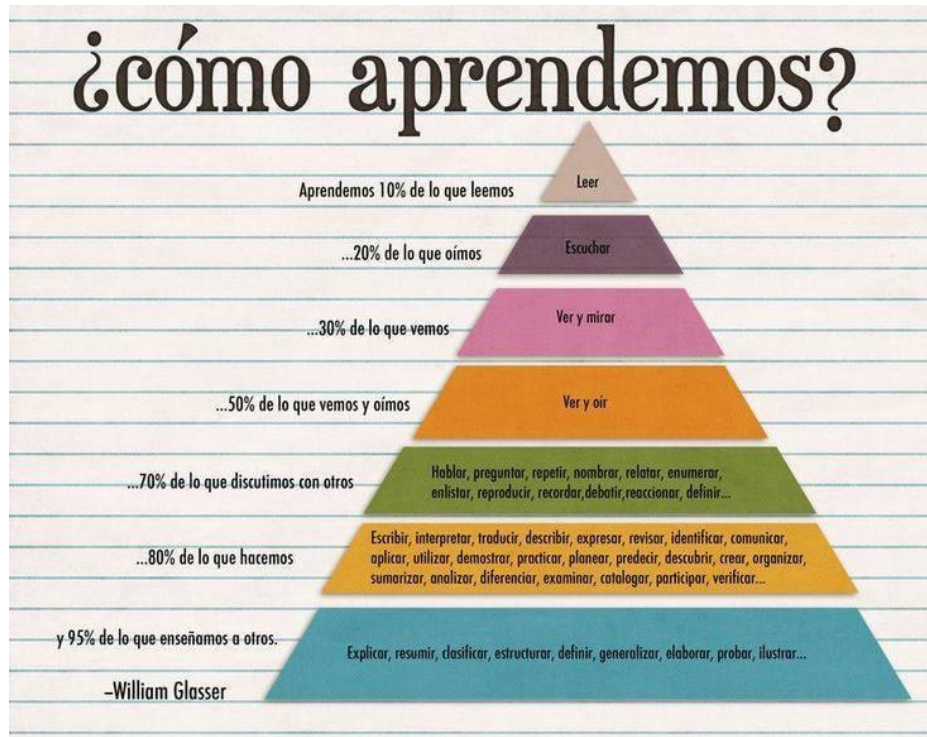 ¿cómo aprendemos?
Aprendemos 10% de lo que leemos
Leer
...20% de lo que oímos
Escuchar
...30% de lo que vemos
Ver y mirar
...50% de lo que vemos y oímos
Ver y oír
...70% de lo que discutimos con otros
Hablar, preguntar, repetir, nombrar, relatar, enumerar,
enlistar, reproducir, recordar,debatir,reaccionar, definir...
...80% de lo que hacemos
Escribir, interpretar, traducir, describir, expresar, revisar, identificar, comunicar,
aplicar, utilizar, demostrar, practicar, planear, predecir, descubrir, crear, organizar,
sumarizar, analizar, diferenciar, examinar, catalogar, participar, verificar...
y 95% de lo que enseñamos a otros.
Explicar, resumir, clasificar, estructurar, definir, generalizar, elaborar, probar, ilustrar...
–William Glasser